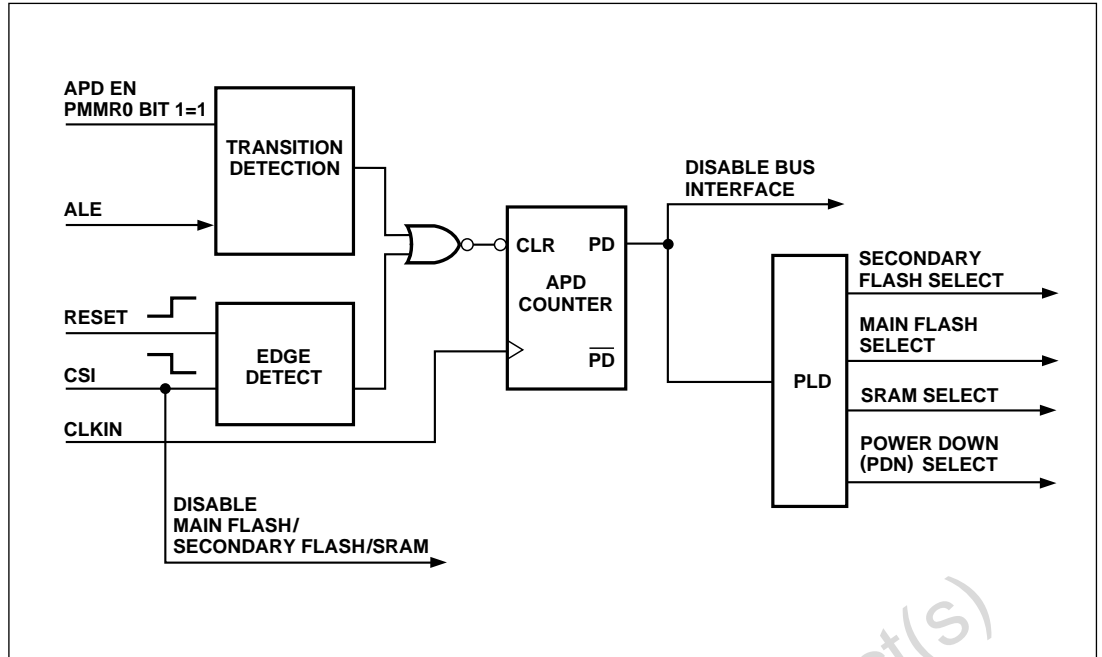 APD EN
PMMR0 BIT 1=1
TRANSITION
DETECTION
ALE
RESET
EDGE
DETECT
CSI
CLKIN
DISABLE
MAIN FLASH/
SECONDARY FLASH/SRAM
CLR
PD
APD
COUNTER
PD
DISABLE BUS
INTERFACE
PLD
SECONDARY
FLASH SELECT
MAIN FLASH
SELECT
SRAM SELECT
POWER DOWN
(PDN) SELECT